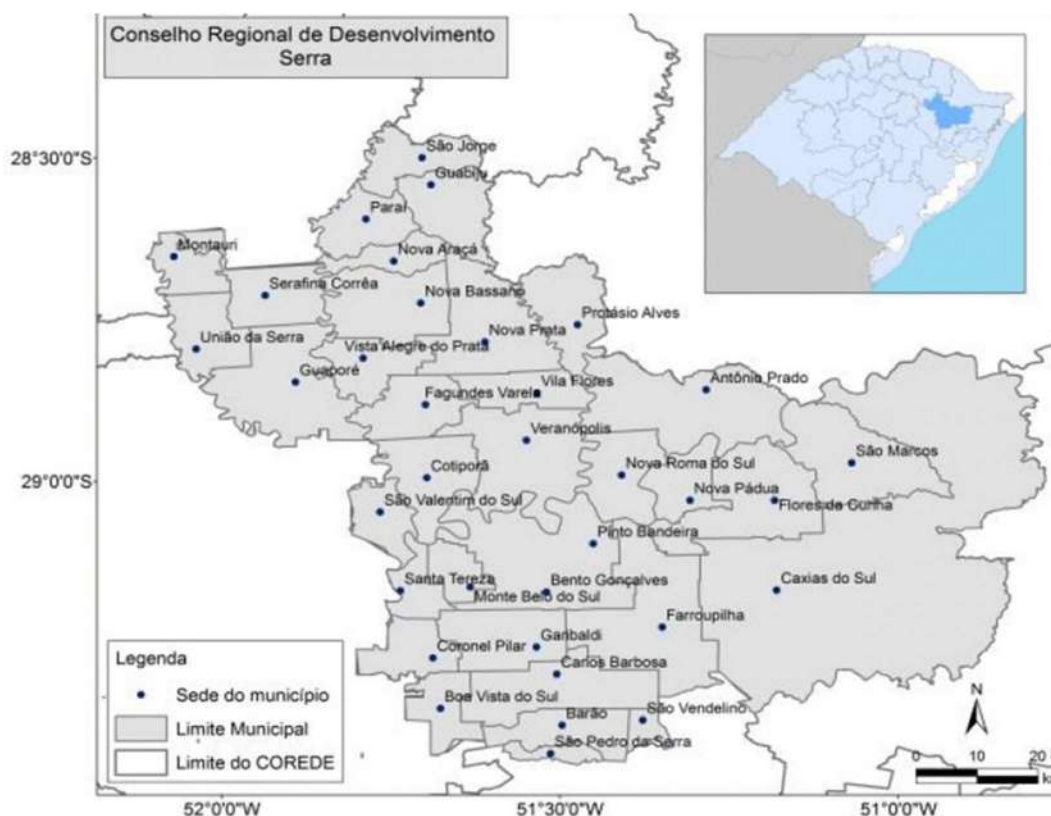 Conselho Regional de Desenvolvimento
Serra
28°30'0"S
São Jorge
Guabiju
Paraí
Montauri
Nova Araçá
Serafina Corrêa
Nova Bassano
Protásio Alves
Nova Prata
União da Serra
Vista Alegre do Prata
Guaporé
Vila Flores
Antônio Prado
Fagundes Varela
Veranópolis
São Marcos
Nova Roma do Sul
Cotiporã
29°0'0"S
Nova Pádua
São Valentim do Sul
Flores da Cunha
Pinto Bandeira
Santa Tereza
Bento Gonçalves
Caxias do Sul
Monte Belo do Sul
Farroupilha
Garibaldi
Coronel Pilar
Carlos Barbosa
Boe Vista do Sul
Barão
São Vendelino
São Pedro da Serra
Legenda
Sede do município
Limite Municipal
Limite do COREDE
N
0 10 20
52°0'0"W
51°30'0"W
51°0'0"W